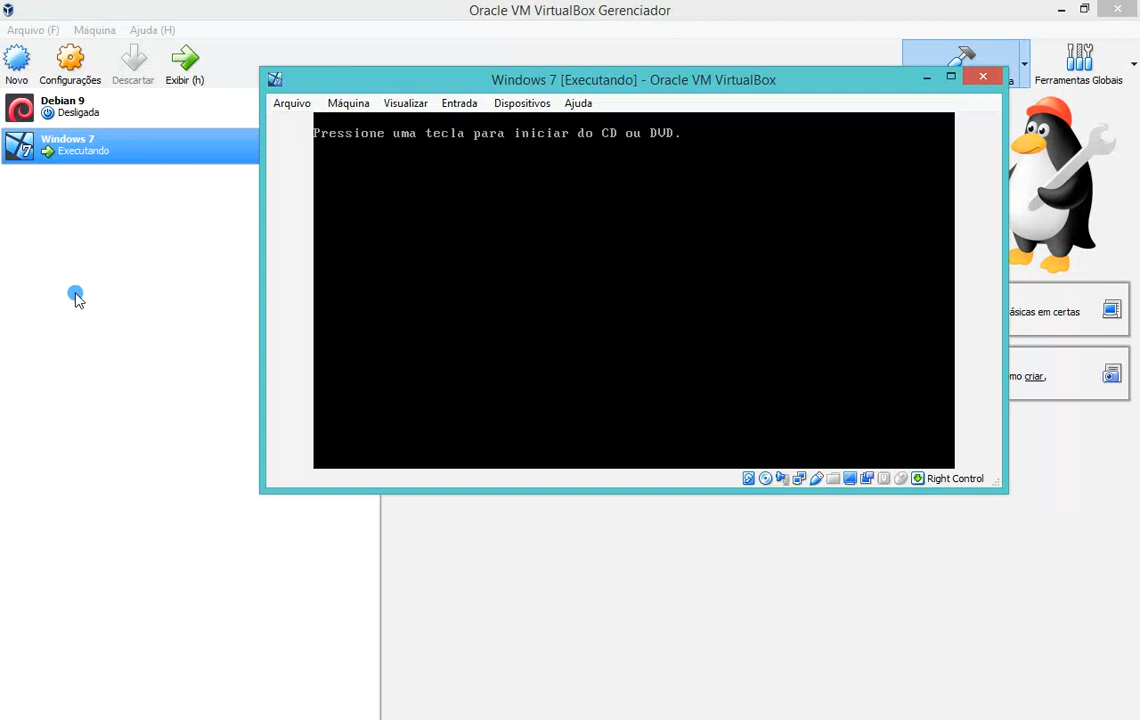 Oracle VM VirtualBox Gerenciador
Arquivo (F) Máquina Ajuda (H)
Novo Configurações Descartar Exibir (h)
Ferramentas Globais
Debian 9
Desligada
Windows 7
Executando
Windows 7 [Executando] - Oracle VM VirtualBox
Arquivo Máquina Visualizar Entrada Dispositivos Ajuda
Pressione uma tecla para iniciar do CD ou DVD.
Right Control
ásicas em certas
mo criar,